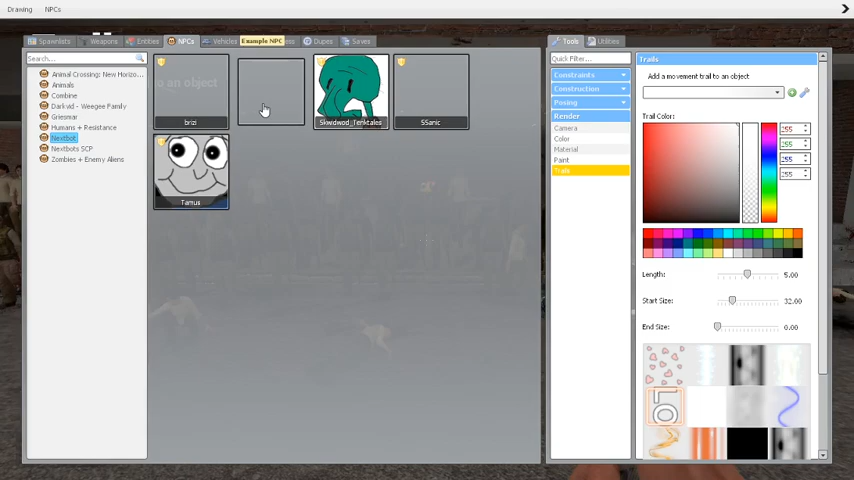 Drawing NPCs
Spawnlists Weapons Entities NPCs Vehicles Example NPC Dupes Saves
Tools Utilities
Search...
Animal Crossing: New Horizo...
Animals
Combine
Darkvid - Weegee Family
Griesmar
Humans + Resistance
Nextbot
Nextbots SCP
Zombies + Enemy Aliens
brizi
Skwdwod_Tenktales
SSanic
Tamus
Quick Filter...
Constraints
Construction
Posing
Render
Camera
Color
Material
Paint
Trails
Trails
Add a movement trail to an object
Trail Color:
255
255
255
255
Length: 5.00
Start Size: 32.00
End Size: 0.00